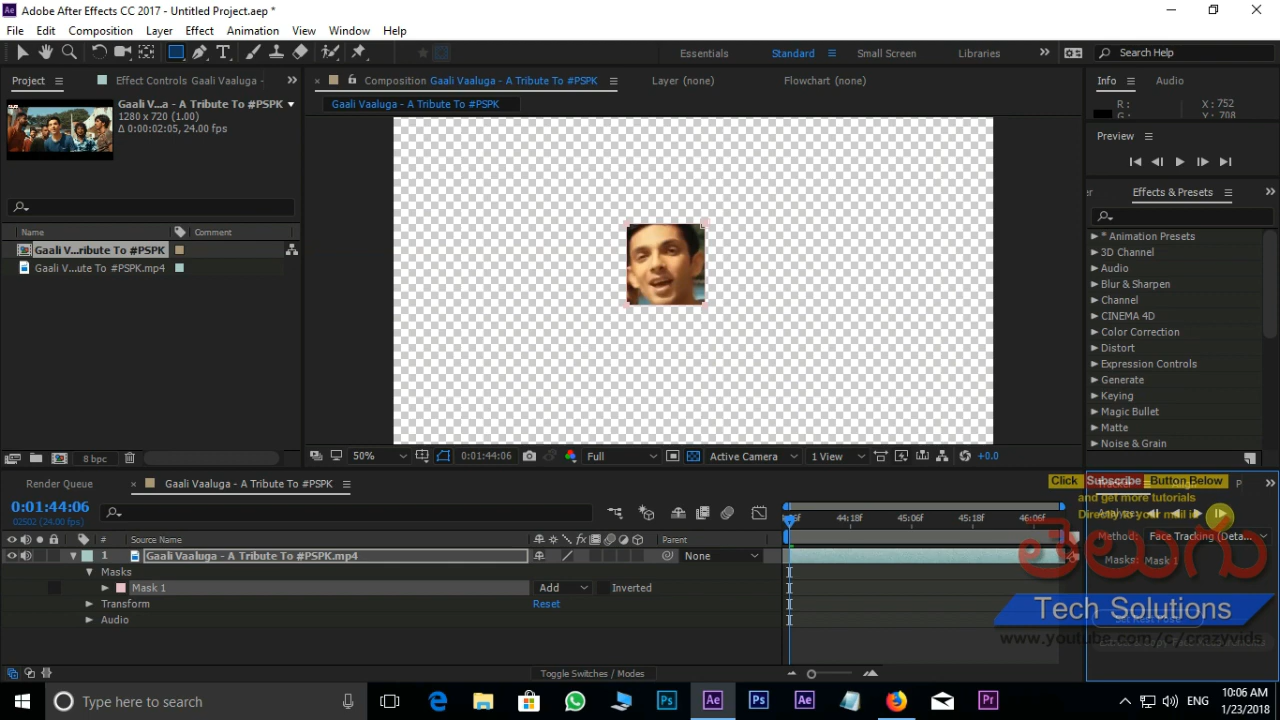 Adobe After Effects CC 2017 - Untitled Project.aep *
File Edit Composition Layer Effect Animation View Window Help
Essentials Standard Small Screen Libraries Search Help
Project Effect Controls Gaali Vaaluga Composition Gaali Vaaluga - A Tribute To #PSPK Layer (none) Flowchart (none) Info Audio
Gaali V...a - A Tribute To #PSPK Gaali Vaaluga - A Tribute To #PSPK R: X: 752
1280 x 720 (1.00) G: Y: 708
Δ 0:00:02:05, 24.00 fps
Preview
Effects & Presets
Name Comment
Gaali V...ribute To #PSPK
Gaali V...ute To #PSPK.mp4
* Animation Presets
3D Channel
Audio
Blur & Sharpen
Channel
CINEMA 4D
Color Correction
Distort
Expression Controls
Generate
Keying
Magic Bullet
Matte
Noise & Grain
8 bpc 50% 0:01:44:06 Full Active Camera 1 View +0.0
Render Queue Gaali Vaaluga - A Tribute To #PSPK
Click Subscribe Button Below
and get more tutorials
Directly to your mail
0:01:44:06
02502 (24.00 fps)
44:18f 45:06f 45:18f 46:06f
Method: Face Tracking (Deta...
Masks: Mask 1
# Source Name Parent
1 Gaali Vaaluga - A Tribute To #PSPK.mp4 None
Masks
Mask 1 Add Inverted
Transform Reset
Audio
తెలుగు
Tech Solutions
www.youtube.com/c/crazyvids
Toggle Switches / Modes
Type here to search
ENG
10:06 AM
1/23/2018